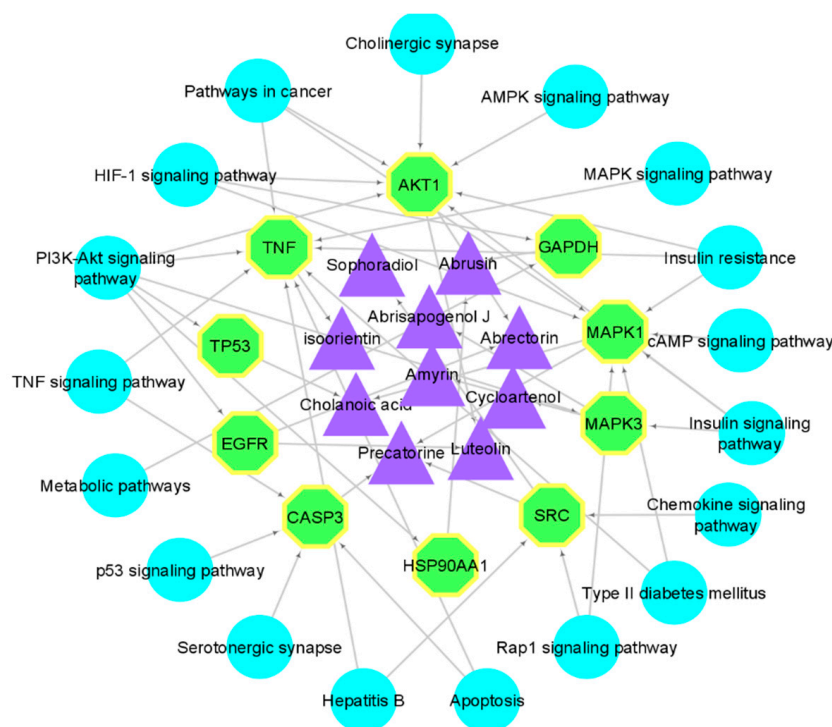 Cholinergic synapse
Pathways in cancer
AMPK signaling pathway
HIF-1 signaling pathway
AKT1
MAPK signaling pathway
TNF
GAPDH
PI3K-Akt signaling
pathway
Sophoradiol
Abrusin
Insulin resistance
Abrisapogenol J
isoorientin
Abrectorin
MAPK1
cAMP signaling pathway
TP53
Amyrin
TNF signaling pathway
Cholanoic acid
Cycloartenol
MAPK3
Insulin signaling
pathway
EGFR
Precatorine
Luteolin
Metabolic pathways
CASP3
SRC
Chemokine signaling
pathway
p53 signaling pathway
HSP90AA1
Type II diabetes mellitus
Serotonergic synapse
Rap1 signaling pathway
Hepatitis B
Apoptosis